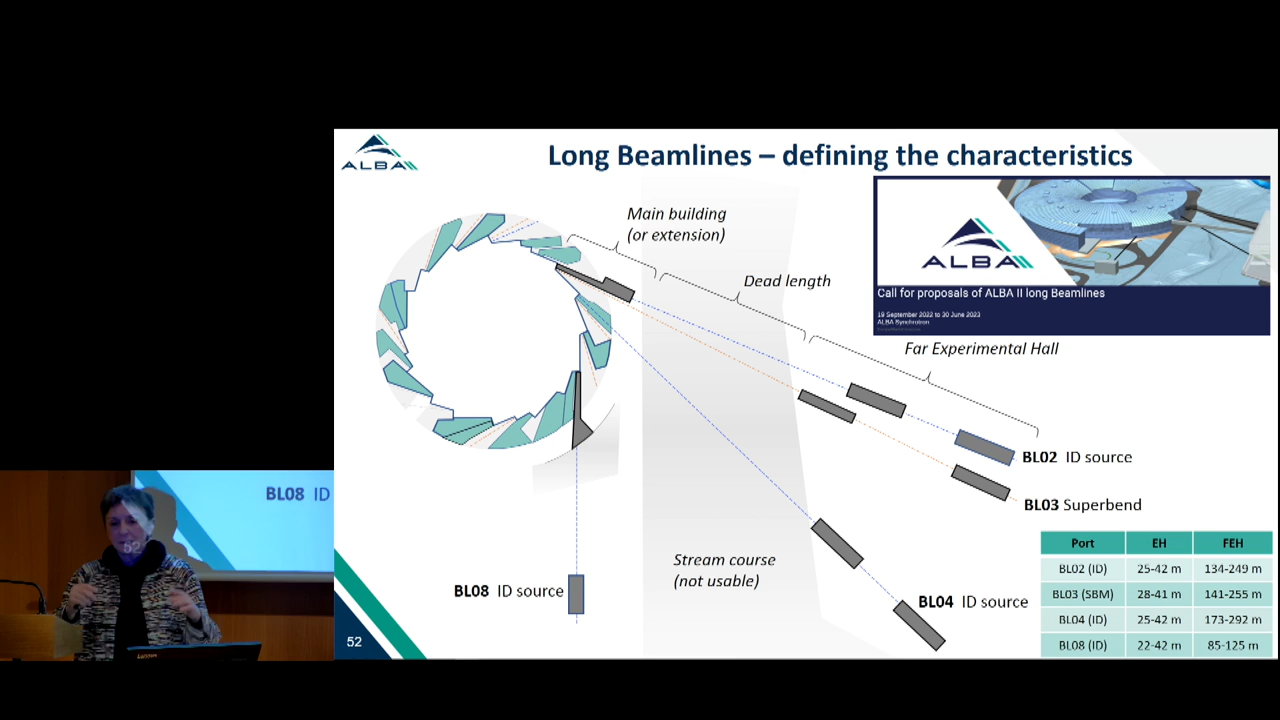 ALBA
Long Beamlines – defining the characteristics
Main building
(or extension)
Dead length
ALBA
Call for proposals of ALBA II long Beamlines
19 September 2022 to 30 June 2023
ALBA Synchrotron
Far Experimental Hall
BL02 ID source
BL03 Superbend
Stream course
(not usable)
BL08 ID source
BL04 ID source
Port EH FEH
BL02 (ID) 25-42 m 134-249 m
BL03 (SBM) 28-41 m 141-255 m
BL04 (ID) 25-42 m 173-292 m
BL08 (ID) 22-42 m 85-125 m
52
BL08 ID
52